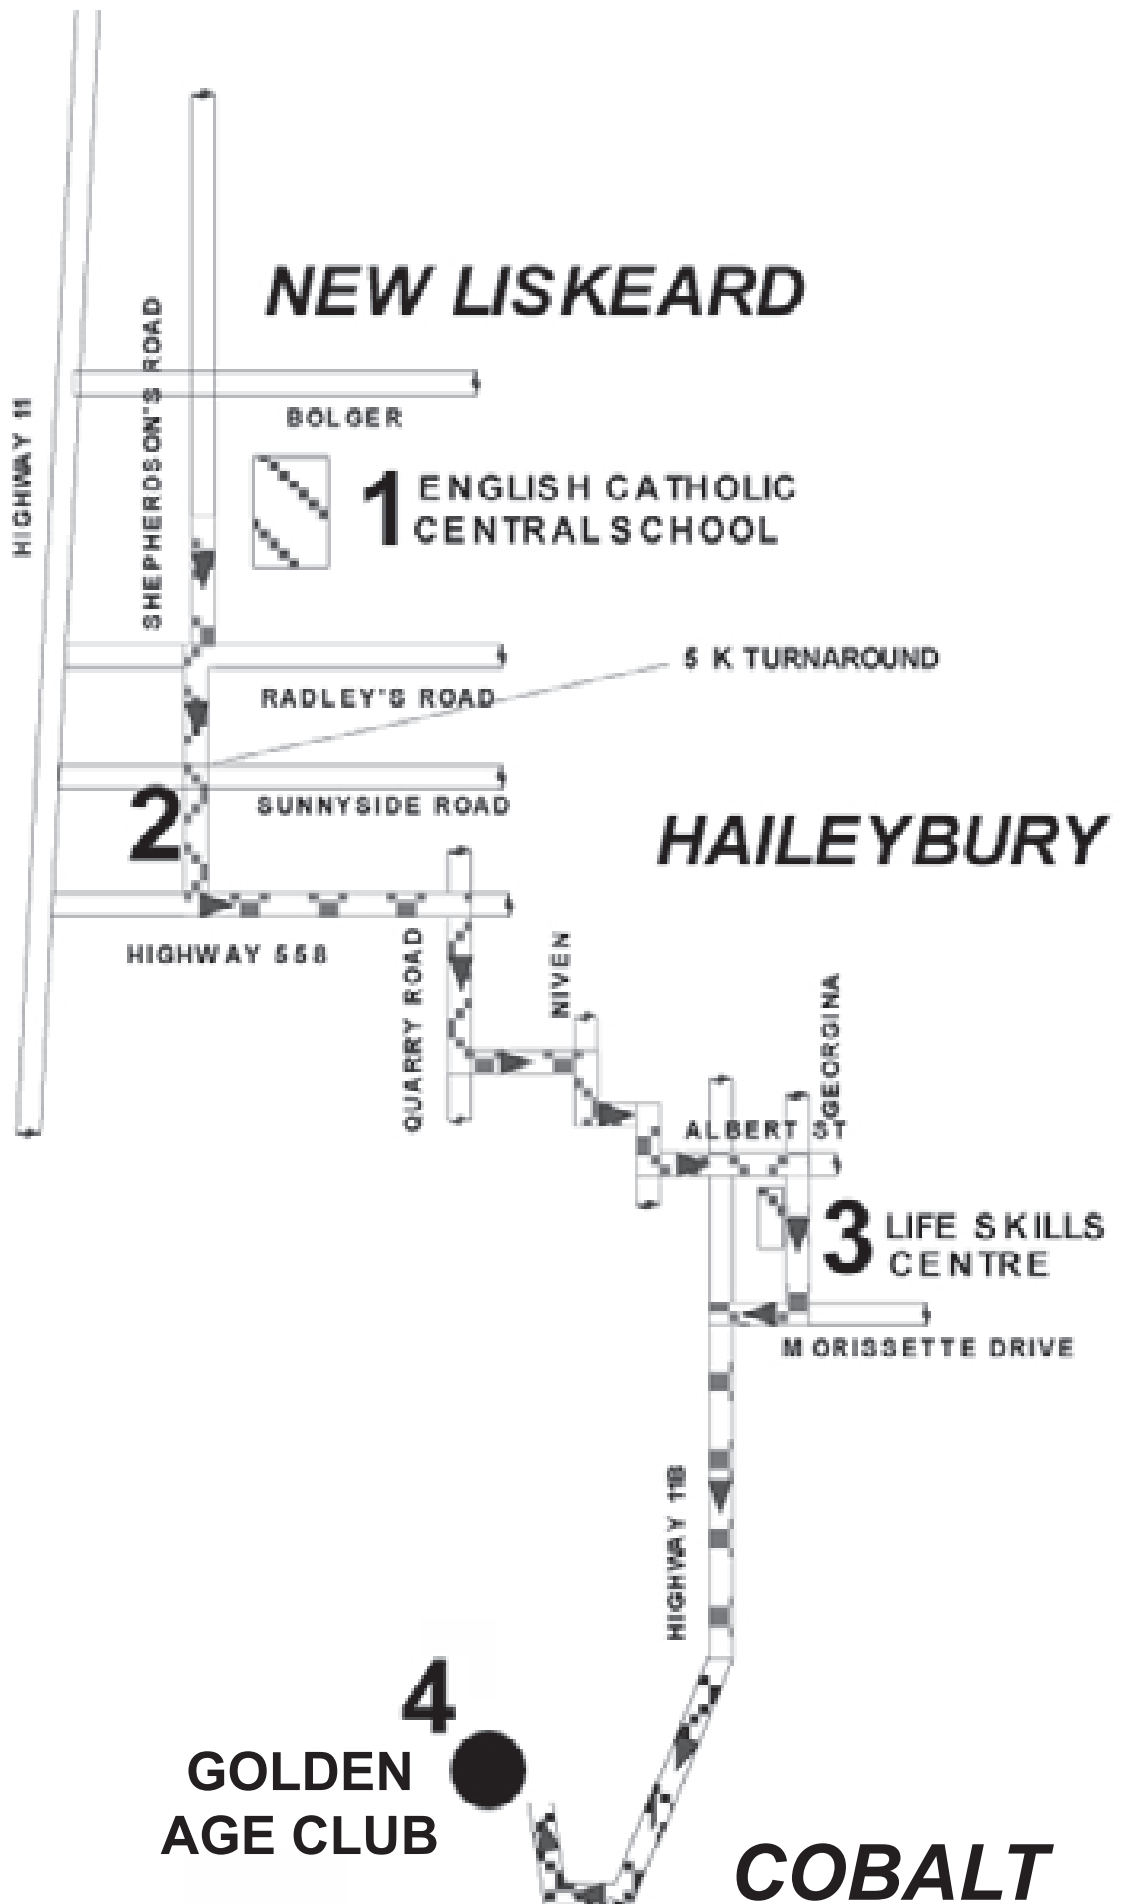 NEW LISKEARD
SHEPHERDSON'S ROAD
HIGHWAY 11
BOLGER
1 ENGLISH CATHOLIC
CENTRAL SCHOOL
5 K TURNAROUND
RADLEY'S ROAD
2
SUNNYSIDE ROAD
HAILEYBURY
HIGHWAY 558
QUARRY ROAD
NIVEN
GEORGINA
ALBERT ST
3 LIFE SKILLS
CENTRE
MORISSETTE DRIVE
HIGHWAY 11B
4
GOLDEN
AGE CLUB
COBALT